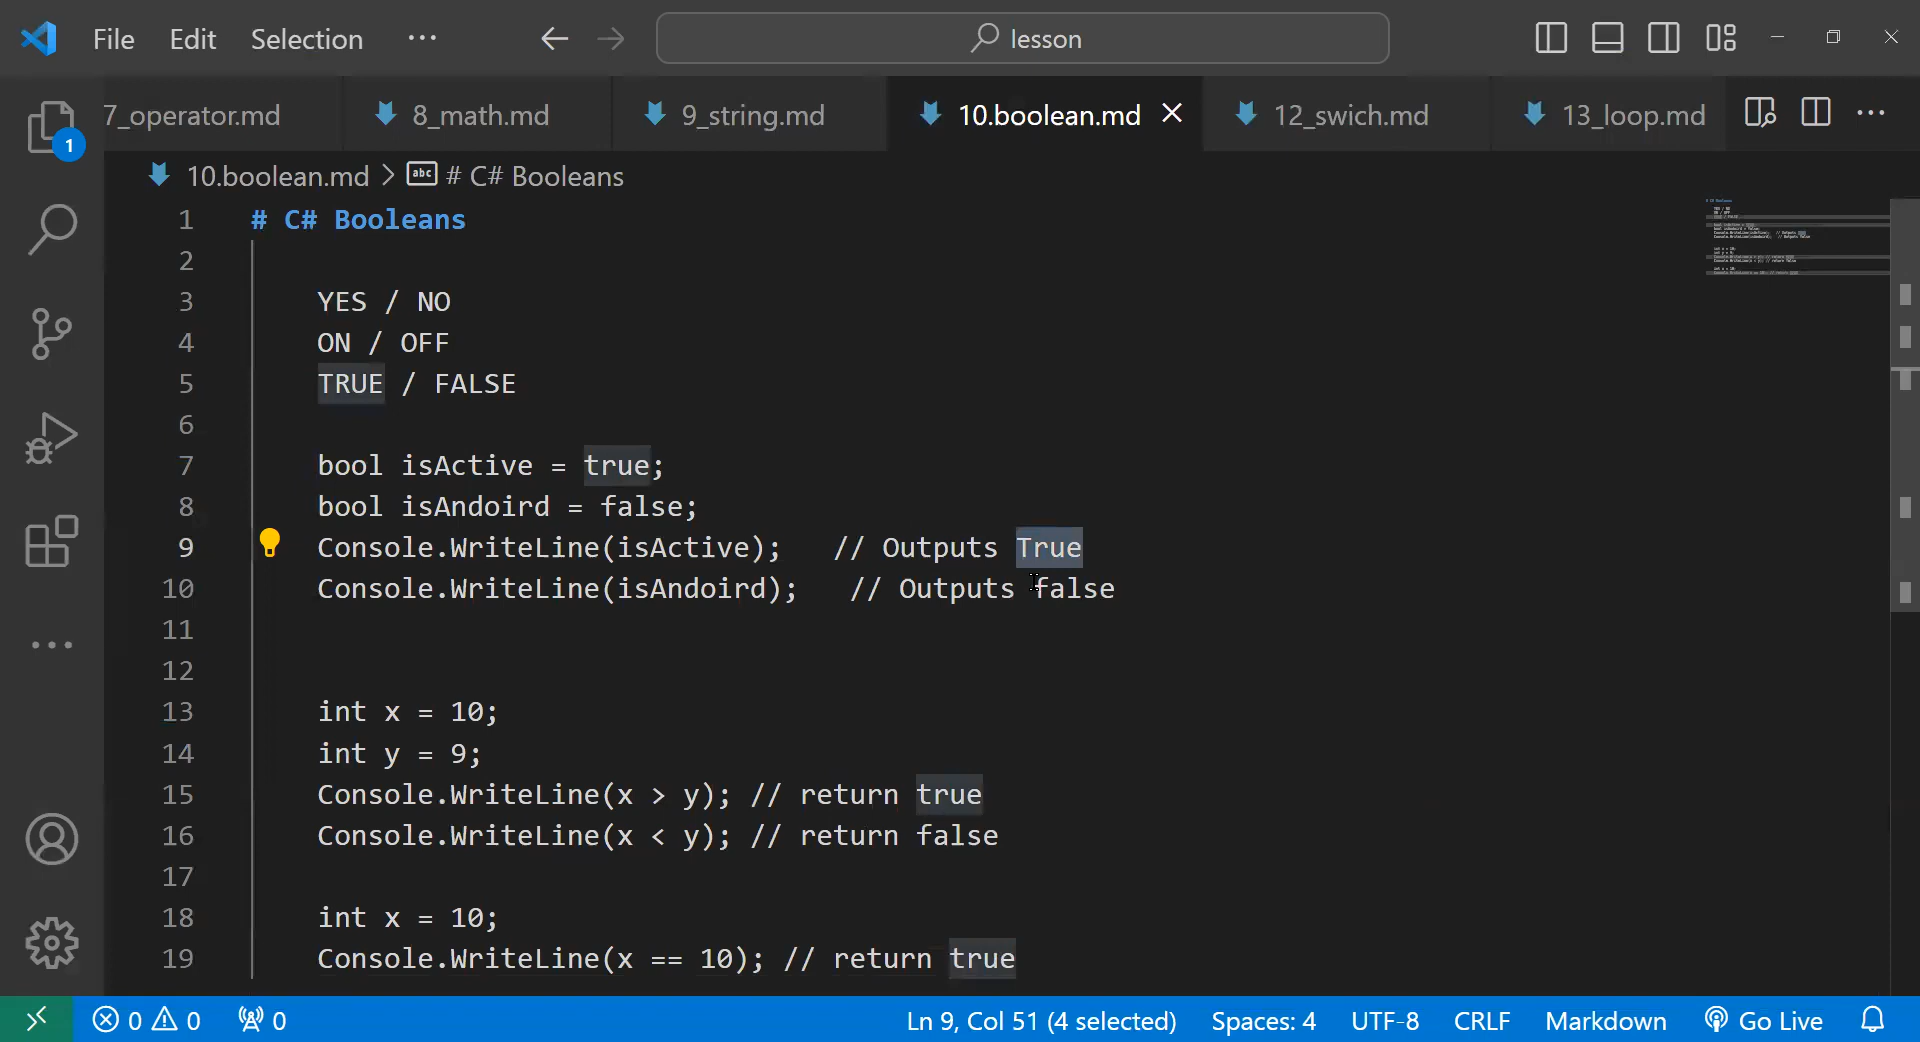 File Edit Selection ··· lesson
7_operator.md 8_math.md 9_string.md 10.boolean.md 12_swich.md 13_loop.md
10.boolean.md > abc # C# Booleans
1 # C# Booleans
2
3 YES / NO
4 ON / OFF
5 TRUE / FALSE
6
7 bool isActive = true;
8 bool isAndoird = false;
9 Console.WriteLine(isActive); // Outputs True
10 Console.WriteLine(isAndoird); // Outputs false
11
12
13 int x = 10;
14 int y = 9;
15 Console.WriteLine(x > y); // return true
16 Console.WriteLine(x < y); // return false
17
18 int x = 10;
19 Console.WriteLine(x == 10); // return true
1
0 0 0 Ln 9, Col 51 (4 selected) Spaces: 4 UTF-8 CRLF Markdown Go Live